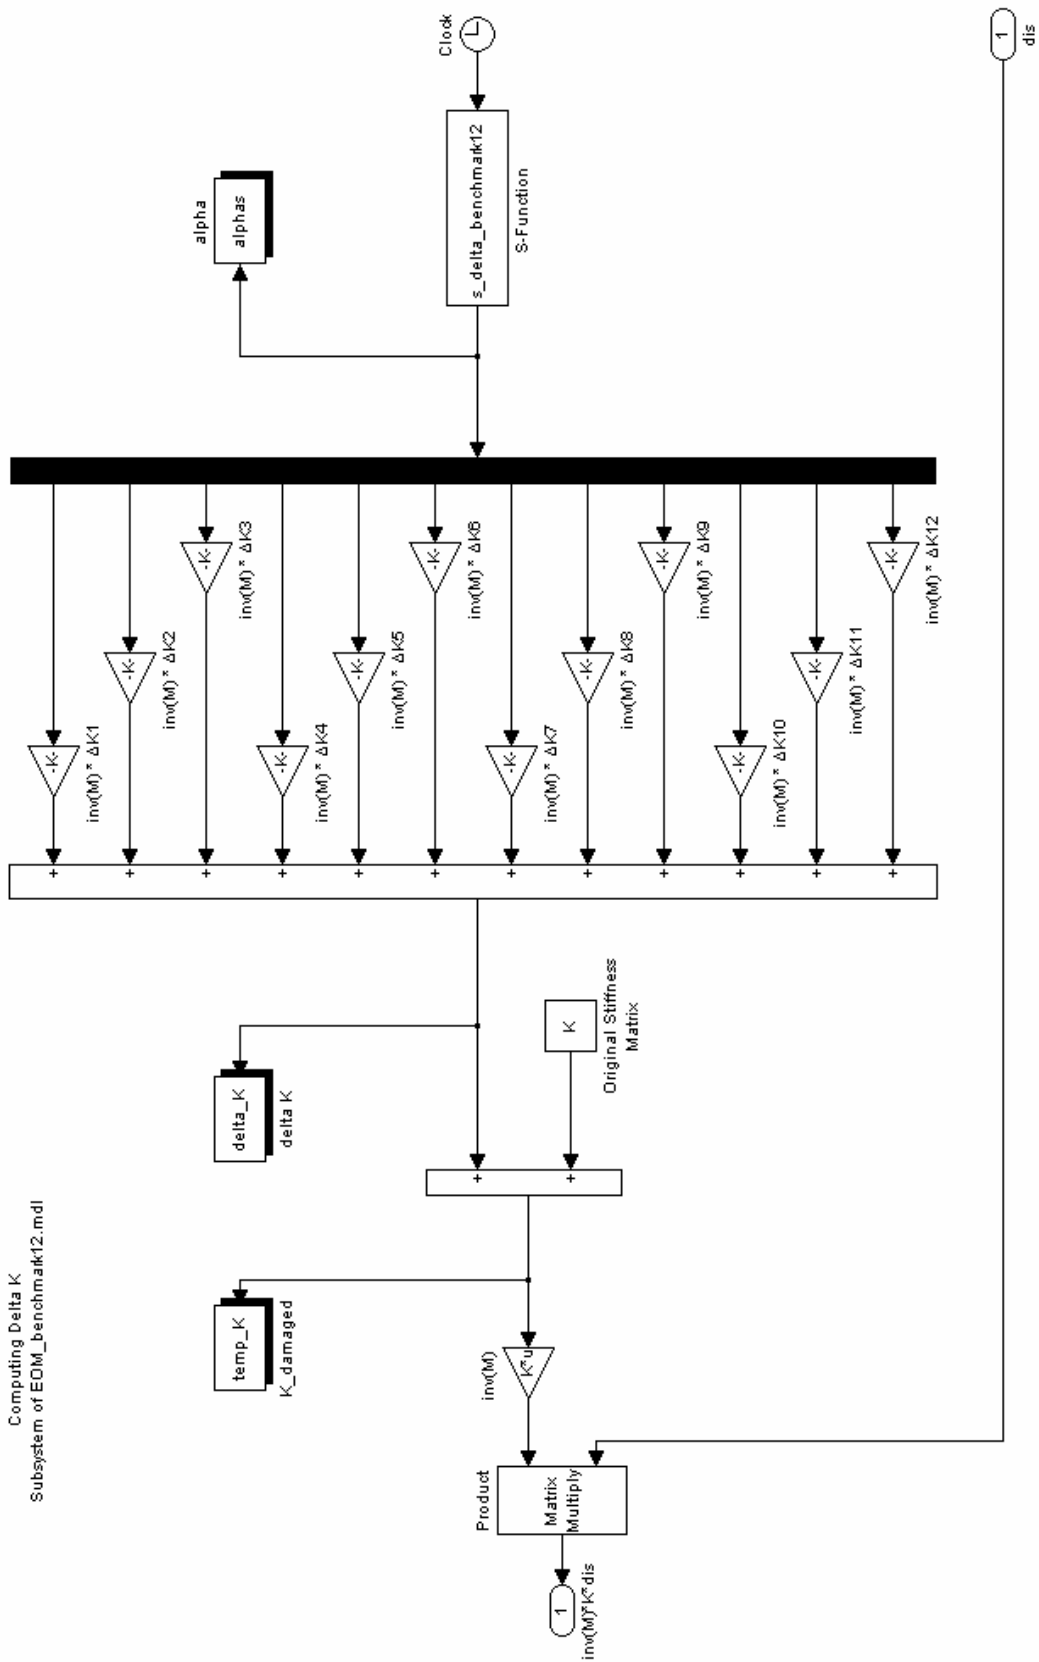 Computing Delta K
Subsystem of EOM_benchmark12.mdl
+
-K-
inv(M)* ΔK1
+
-K-
inv(M)* ΔK2
+
-K-
inv(M)* ΔK3
alpha
alphas
temp_K
K_damaged
delta_K
delta K
+
-K-
inv(M)* ΔK4
+
-K-
inv(M)* ΔK5
+
-K-
inv(M)* ΔK6
Clock
s_delta_benchmark12
S-Function
+
-K-
inv(M)* ΔK7
+
-K-
inv(M)* ΔK8
+
-K-
inv(M)* ΔK9
+
-K-
inv(M)* ΔK10
+
-K-
inv(M)* ΔK11
+
-K-
inv(M)* ΔK12
+
+
K
Original Stiffness
Matrix
inv(M)
K*u
Product
Matrix
Multiply
1
inv(M)*K*dis
1
dis